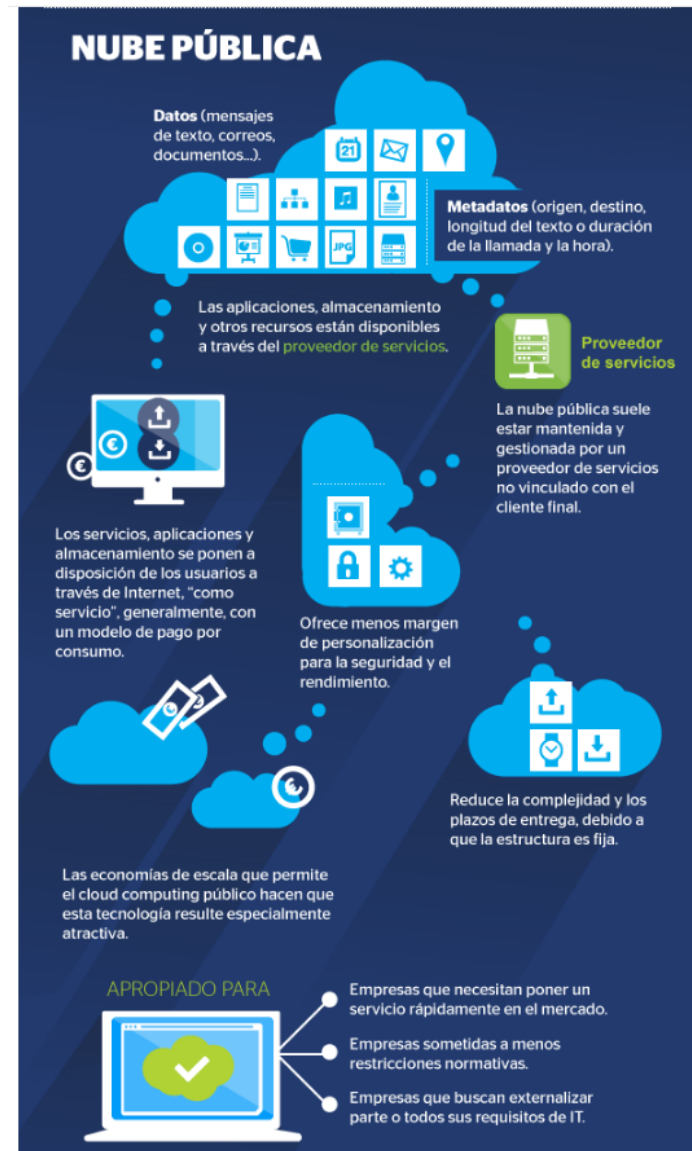 NUBE PÚBLICA
Datos (mensajes
de texto, correos,
documentos...).
21
JPG
Metadatos (origen, destino,
longitud del texto o duración
de la llamada y la hora).
Las aplicaciones, almacenamiento
y otros recursos están disponibles
a través del proveedor de servicios.
Proveedor
de servicios
La nube pública suele
estar mantenida y
gestionada por un
proveedor de servicios
no vinculado con el
cliente final.
€
€
Los servicios, aplicaciones y
almacenamiento se ponen a
disposición de los usuarios a
través de Internet, “como
servicio”, generalmente, con
un modelo de pago por
consumo.
Ofrece menos margen
de personalización
para la seguridad y el
rendimiento.
€
€
Reduce la complejidad y los
plazos de entrega, debido a
que la estructura es fija.
Las economías de escala que permite
el cloud computing público hacen que
esta tecnología resulte especialmente
atractiva.
APROPIADO PARA
Empresas que necesitan poner un
servicio rápidamente en el mercado.
Empresas sometidas a menos
restricciones normativas.
Empresas que buscan externalizar
parte o todos sus requisitos de IT.